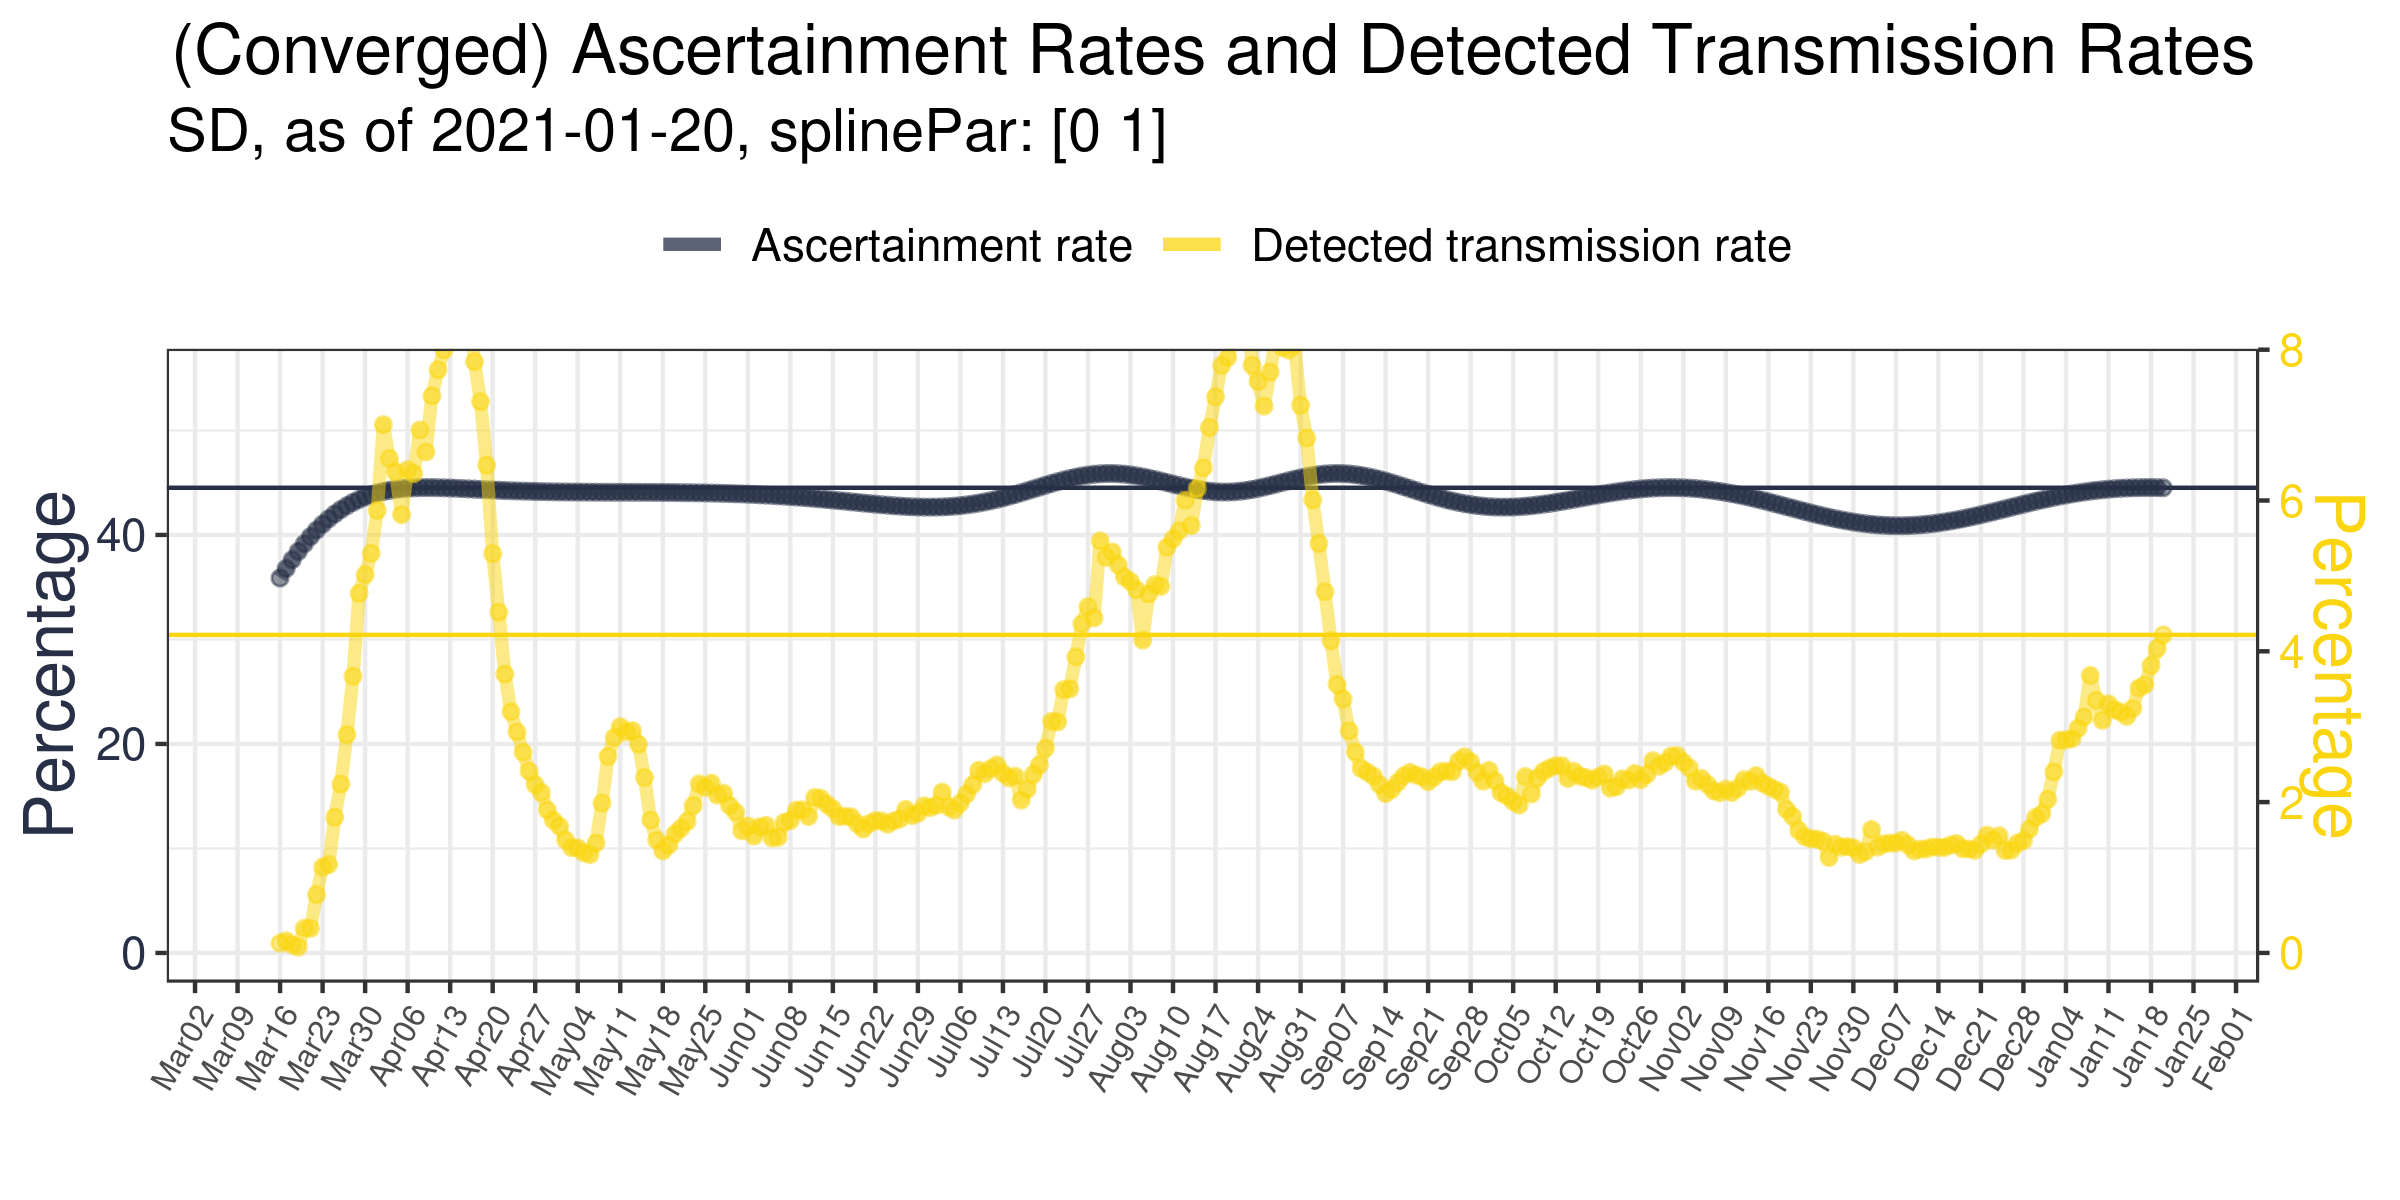 (Converged) Ascertainment Rates and Detected Transmission Rates
SD, as of 2021-01-20, splinePar: [0 1]
Ascertainment rate Detected transmission rate
Percentage
40
20
0
8
6
4
2
0
Percentage
Mar02 Mar09 Mar16 Mar23 Mar30 Apr06 Apr13 Apr20 Apr27 May04 May11 May18 May25 Jun01 Jun08 Jun15 Jun22 Jun29 Jul06 Jul13 Jul20 Jul27 Aug03 Aug10 Aug17 Aug24 Aug31 Sep07 Sep14 Sep21 Sep28 Oct05 Oct12 Oct19 Oct26 Nov02 Nov09 Nov16 Nov23 Nov30 Dec07 Dec14 Dec21 Dec28 Jan04 Jan11 Jan18 Jan25 Feb01